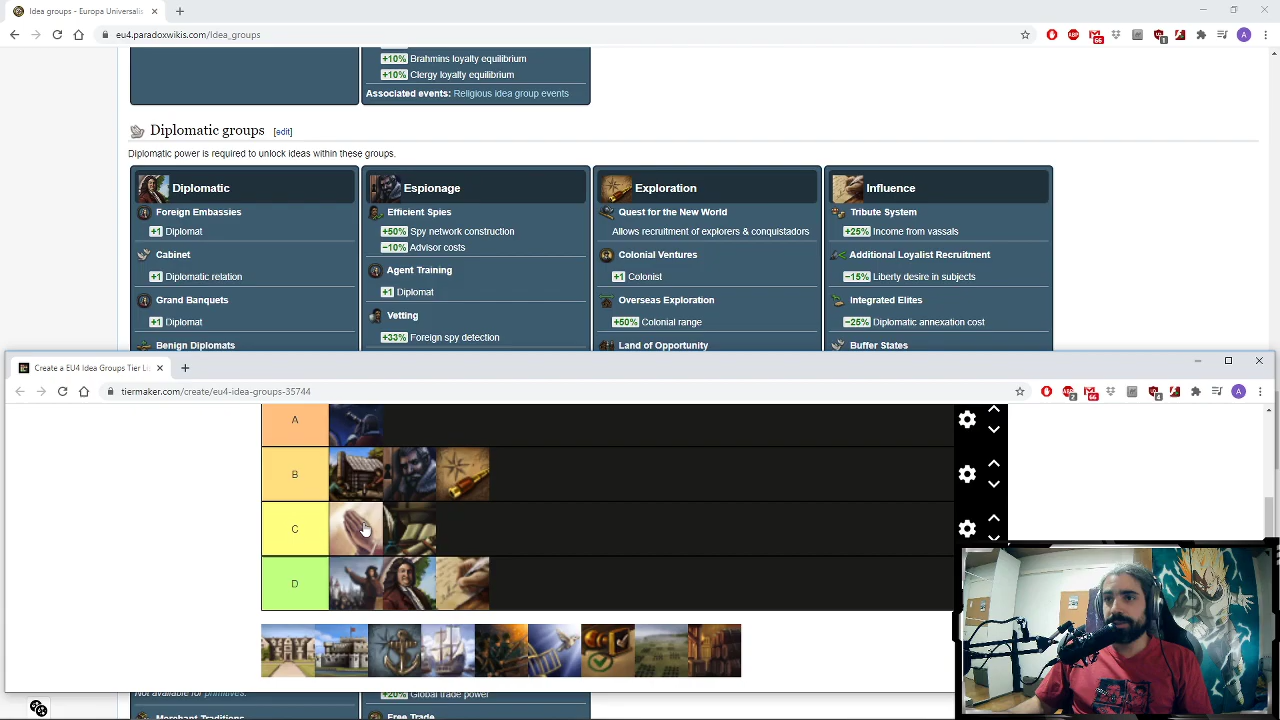 Idea groups - Europa Universalis
eu4.paradoxwikis.com/Idea_groups
+10% Brahmins loyalty equilibrium
+10% Clergy loyalty equilibrium
Associated events: Religious idea group events
Diplomatic groups [edit]
Diplomatic power is required to unlock ideas within these groups.
Diplomatic
Foreign Embassies
+1 Diplomat
Cabinet
+1 Diplomatic relation
Grand Banquets
+1 Diplomat
Benign Diplomats
Espionage
Efficient Spies
+50% Spy network construction
−10% Advisor costs
Agent Training
+1 Diplomat
Vetting
+33% Foreign spy detection
Exploration
Quest for the New World
Allows recruitment of explorers & conquistadors
Colonial Ventures
+1 Colonist
Overseas Exploration
+50% Colonial range
Land of Opportunity
Influence
Tribute System
+25% Income from vassals
Additional Loyalist Recruitment
−15% Liberty desire in subjects
Integrated Elites
−25% Diplomatic annexation cost
Buffer States
Create a EU4 Idea Groups Tier Li
tiermaker.com/create/eu4-idea-groups-35744
A
B
C
D
Not available for primitives.
Merchant Traditions
+20% Global trade power
Free Trade